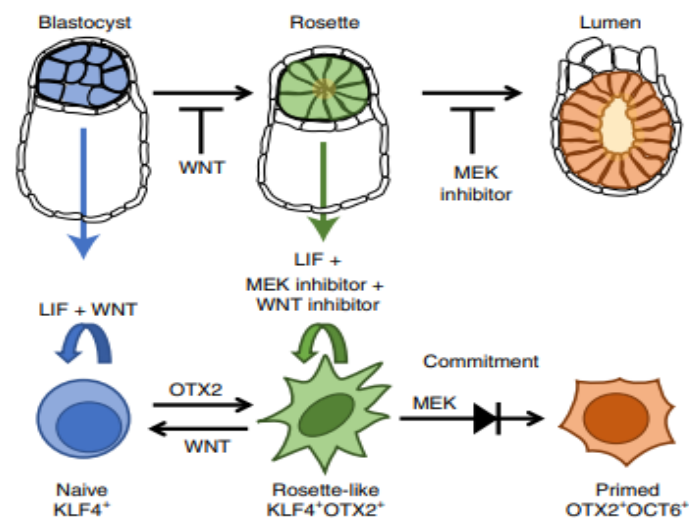 Blastocyst
Rosette
Lumen
WNT
MEK
inhibitor
LIF +
MEK inhibitor +
WNT inhibitor
LIF + WNT
Commitment
OTX2
MEK
WNT
Naive
KLF4⁺
Rosette-like
KLF4⁺OTX2⁺
Primed
OTX2⁺OCT6⁺